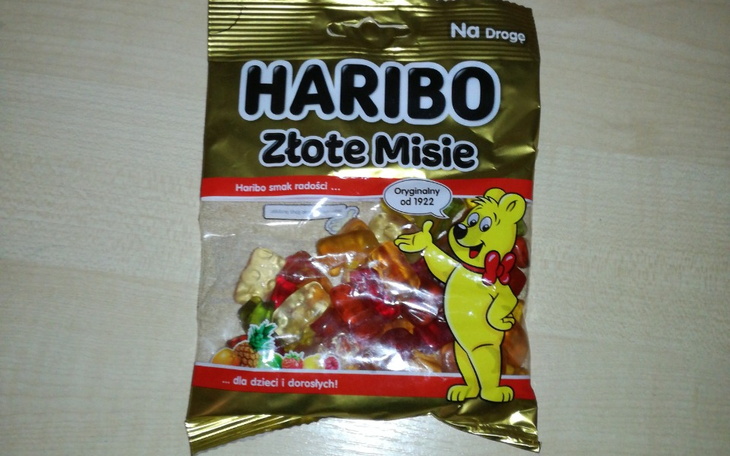 Na Drogę
HARIBO
Złote Misie
Haribo smak radości ...
Oryginalny
od 1922
... dla dzieci i dorosłych!